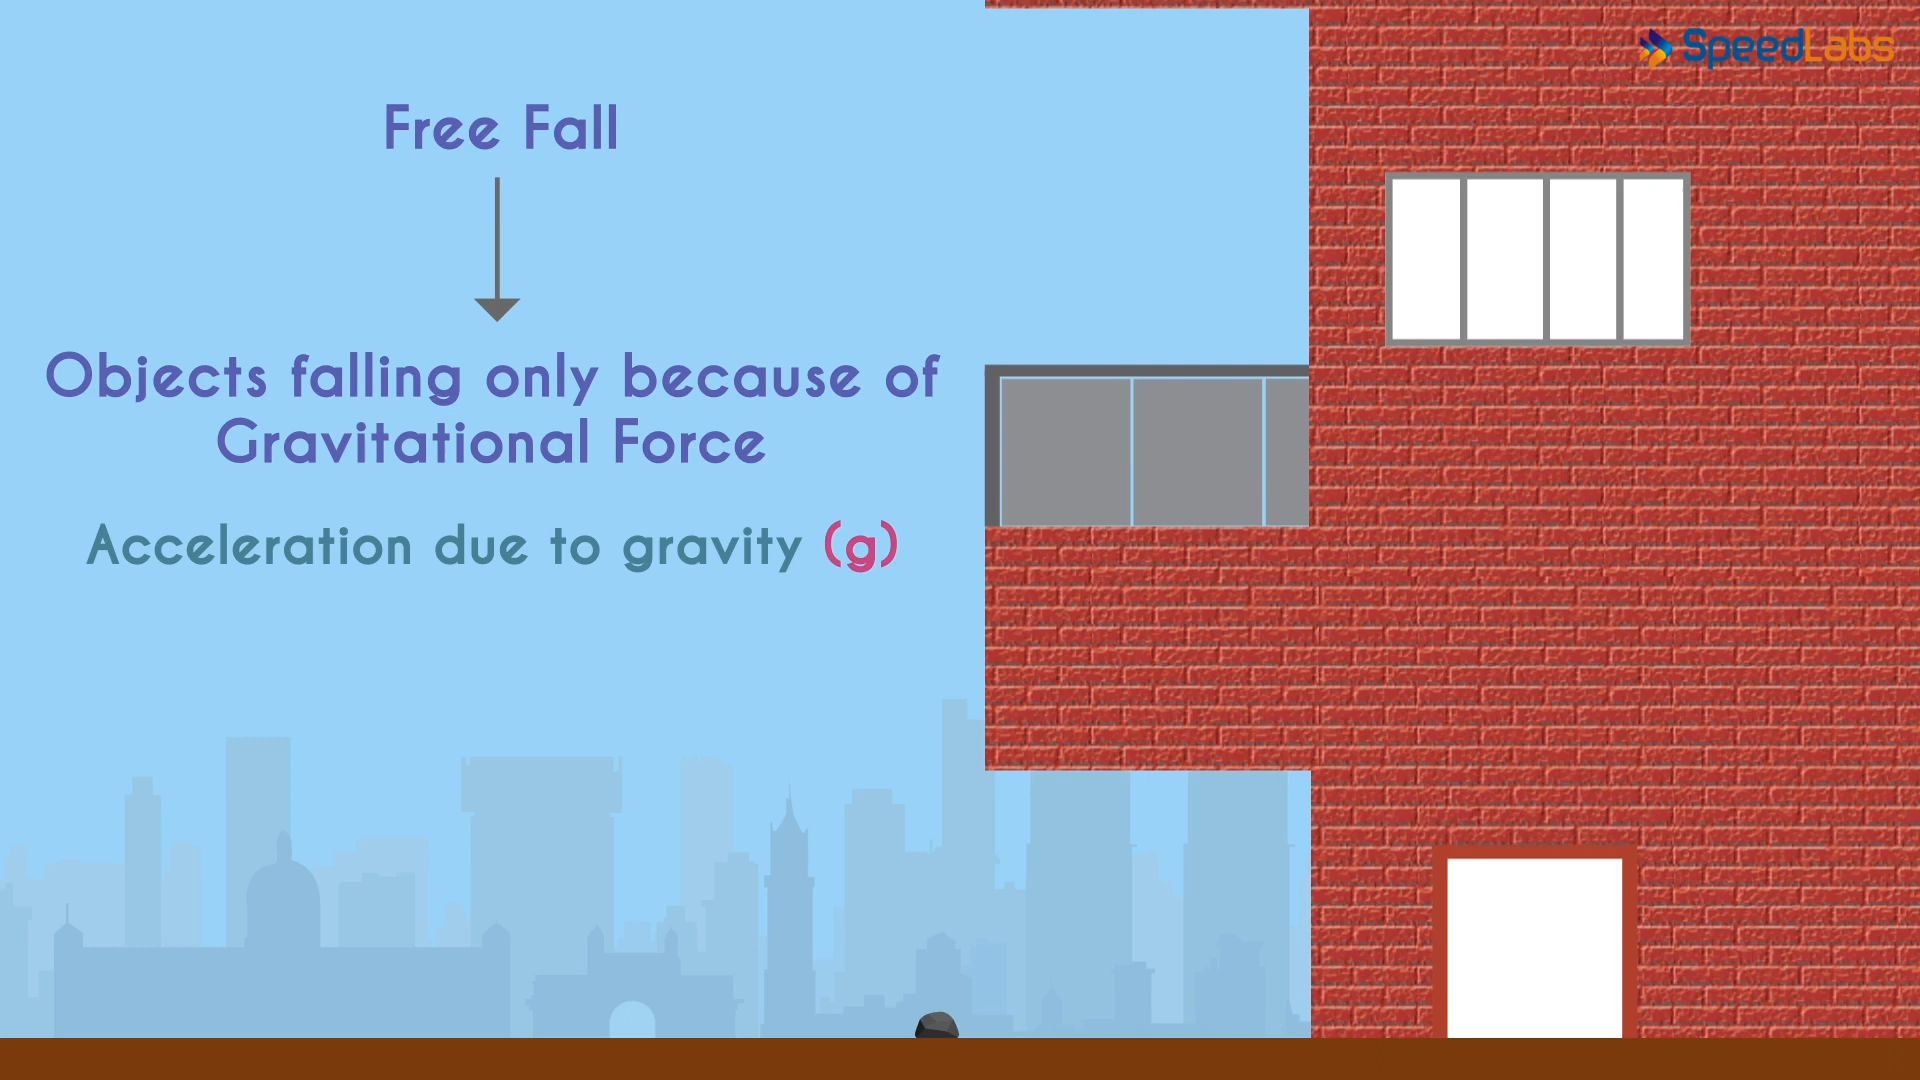 SpeedLabs
Free Fall
Objects falling only because of
Gravitational Force
Acceleration due to gravity (g)